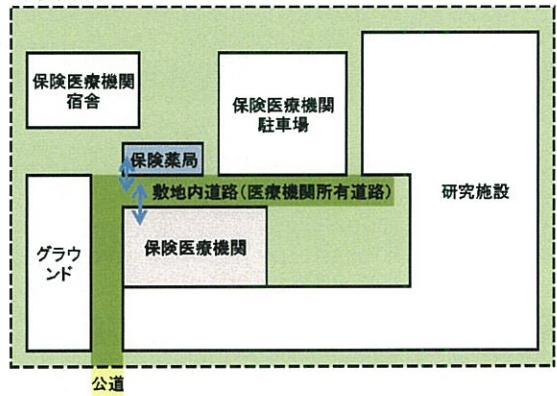 保険医療機関
宿舎
保険医療機関
駐車場
保険薬局
敷地内道路(医療機関所有道路)
研究施設
グラウ
ンド
保険医療機関
公道